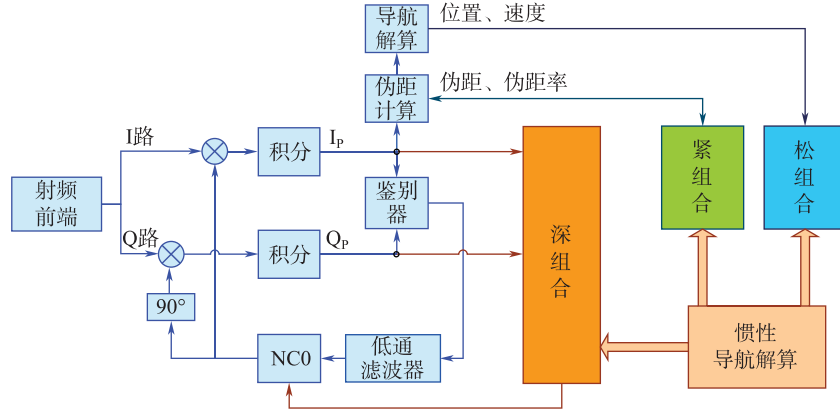 导航
解算
位置、速度
伪距
计算
伪距、伪距率
I路
积分
I_P
射频
前端
鉴别
器
Q路
积分
Q_P
90°
NC0
低通
滤波器
深
组
合
紧
组
合
松
组
合
惯性
导航解算